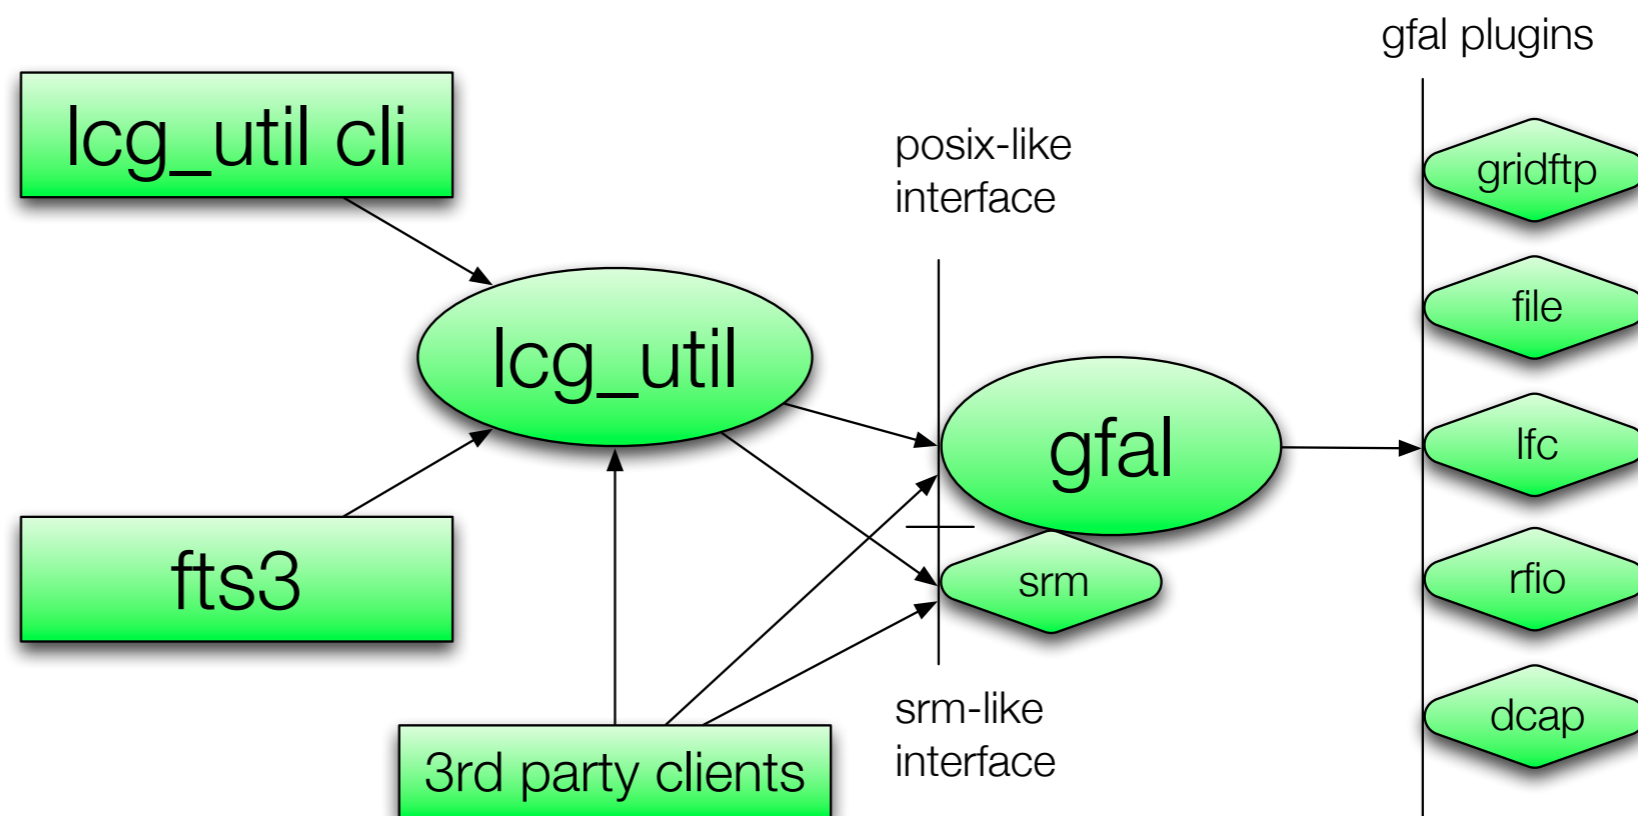 gfal plugins
lcg_util cli
posix-like
interface
gridftp
file
lcg_util
gfal
lfc
fts3
srm
rfio
srm-like
interface
dcap
3rd party clients